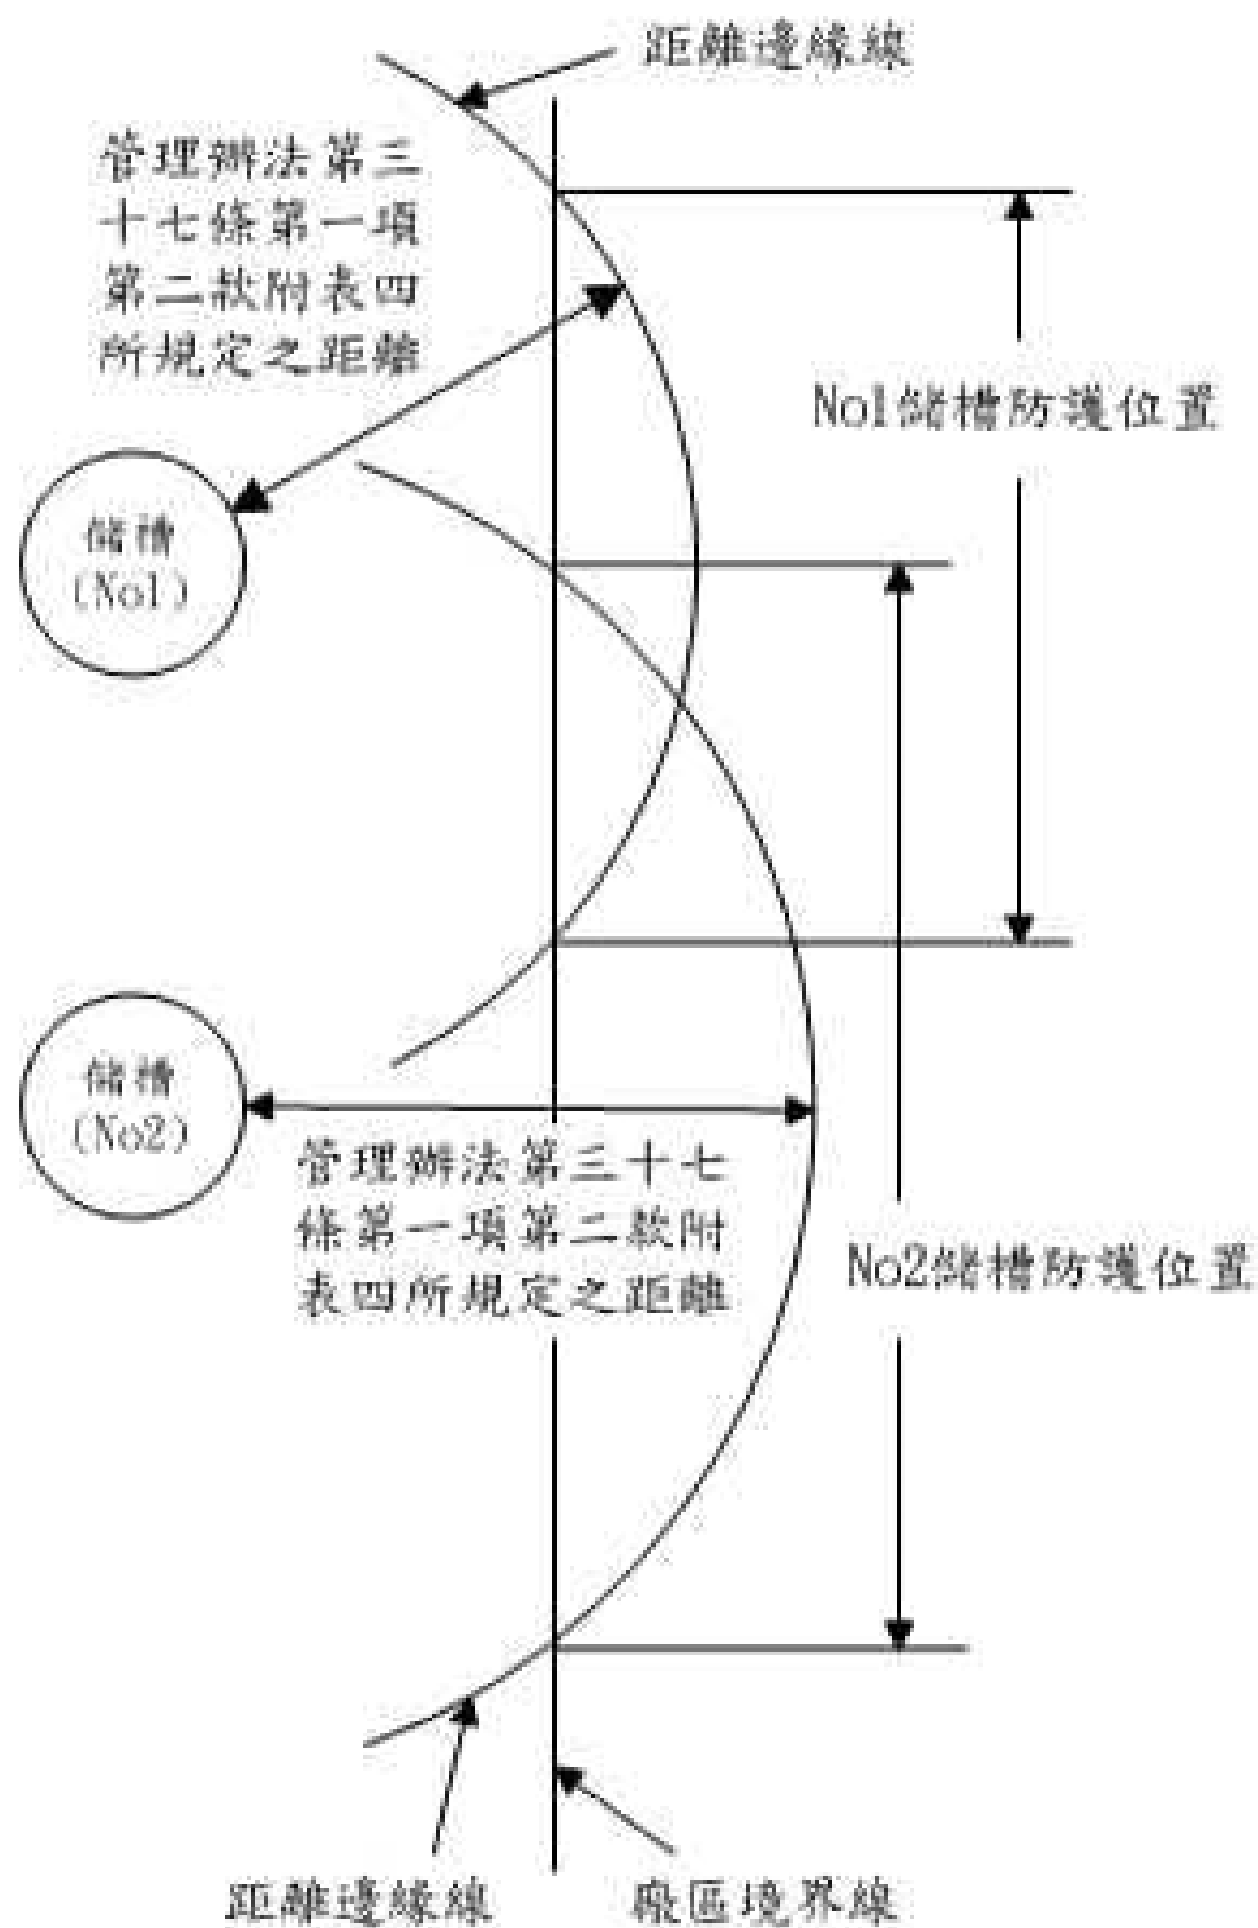 距離邊緣線
管理辦法第三
十七條第一項
第二款附表四
所規定之距離
No1儲槽防護位置
儲槽
(No1)
儲槽
(No2)
管理辦法第三十七
條第一項第二款附
表四所規定之距離
No2儲槽防護位置
距離邊緣線
廠區境界線